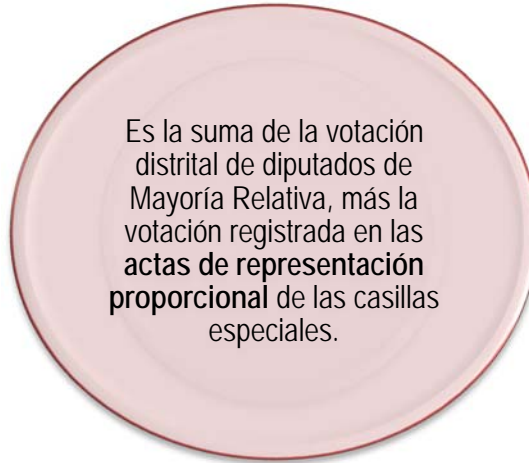 Es la suma de la votación
distrital de diputados de
Mayoría Relativa, más la
votación registrada en las
actas de representación
proporcional de las casillas
especiales.